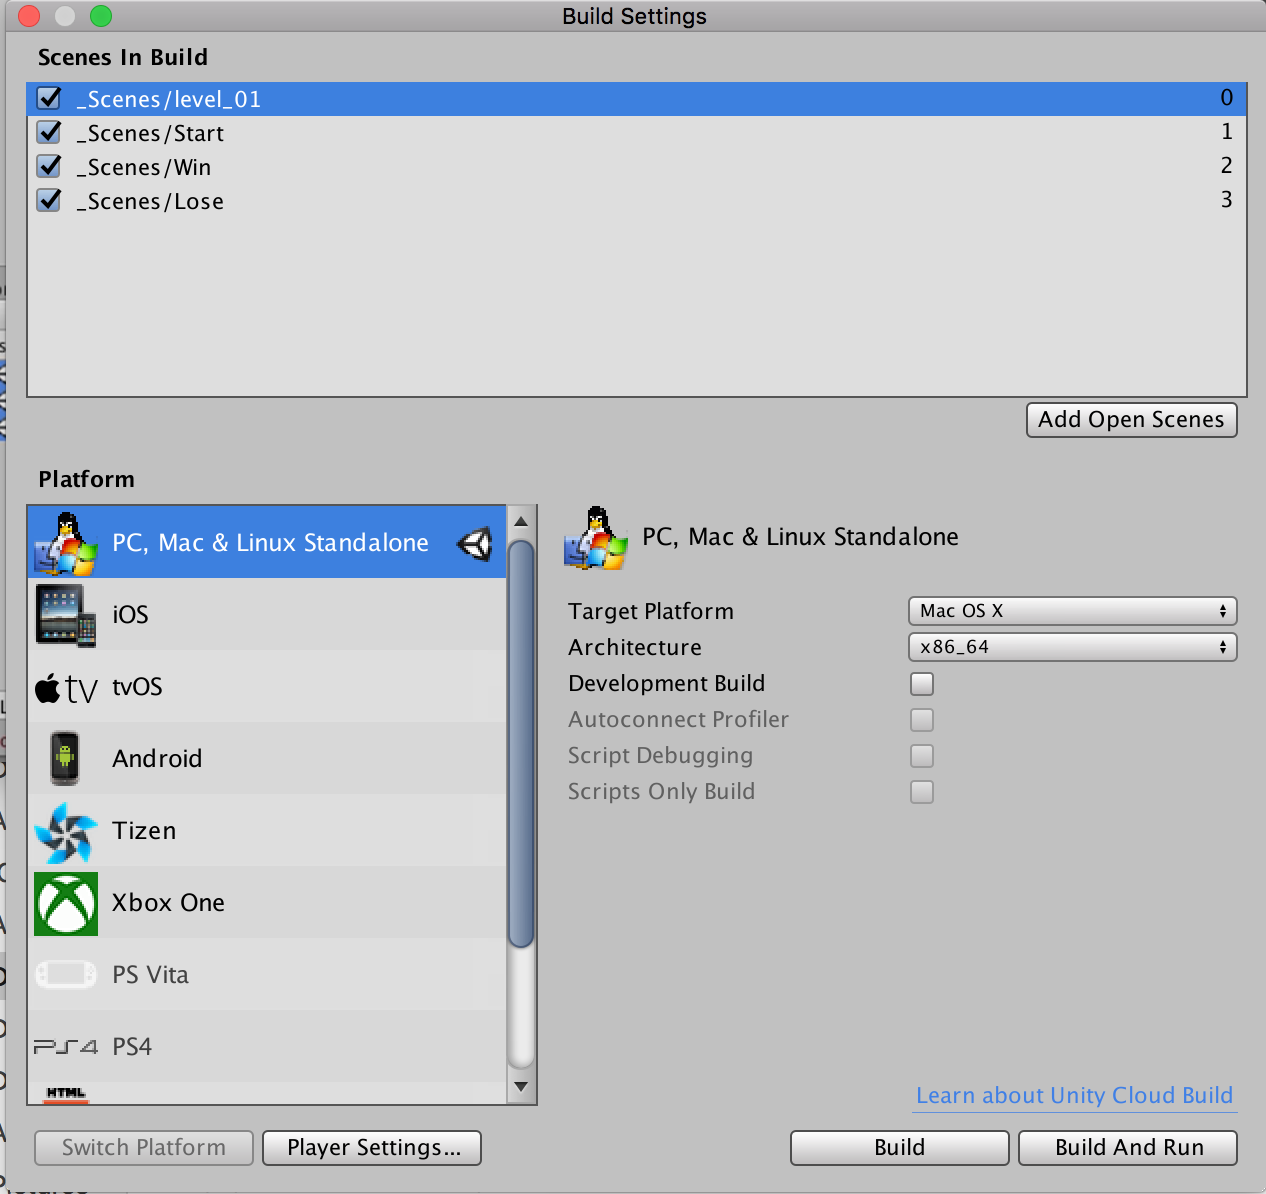 Build Settings
Scenes In Build
_Scenes/level_01 0
_Scenes/Start 1
_Scenes/Win 2
_Scenes/Lose 3
Add Open Scenes
Platform
PC, Mac & Linux Standalone
iOS
tv tvOS
Android
Tizen
Xbox One
PS Vita
PS4 PS4
HTML
PC, Mac & Linux Standalone
Target Platform Mac OS X
Architecture x86_64
Development Build
Autoconnect Profiler
Script Debugging
Scripts Only Build
Learn about Unity Cloud Build
Switch Platform Player Settings... Build Build And Run